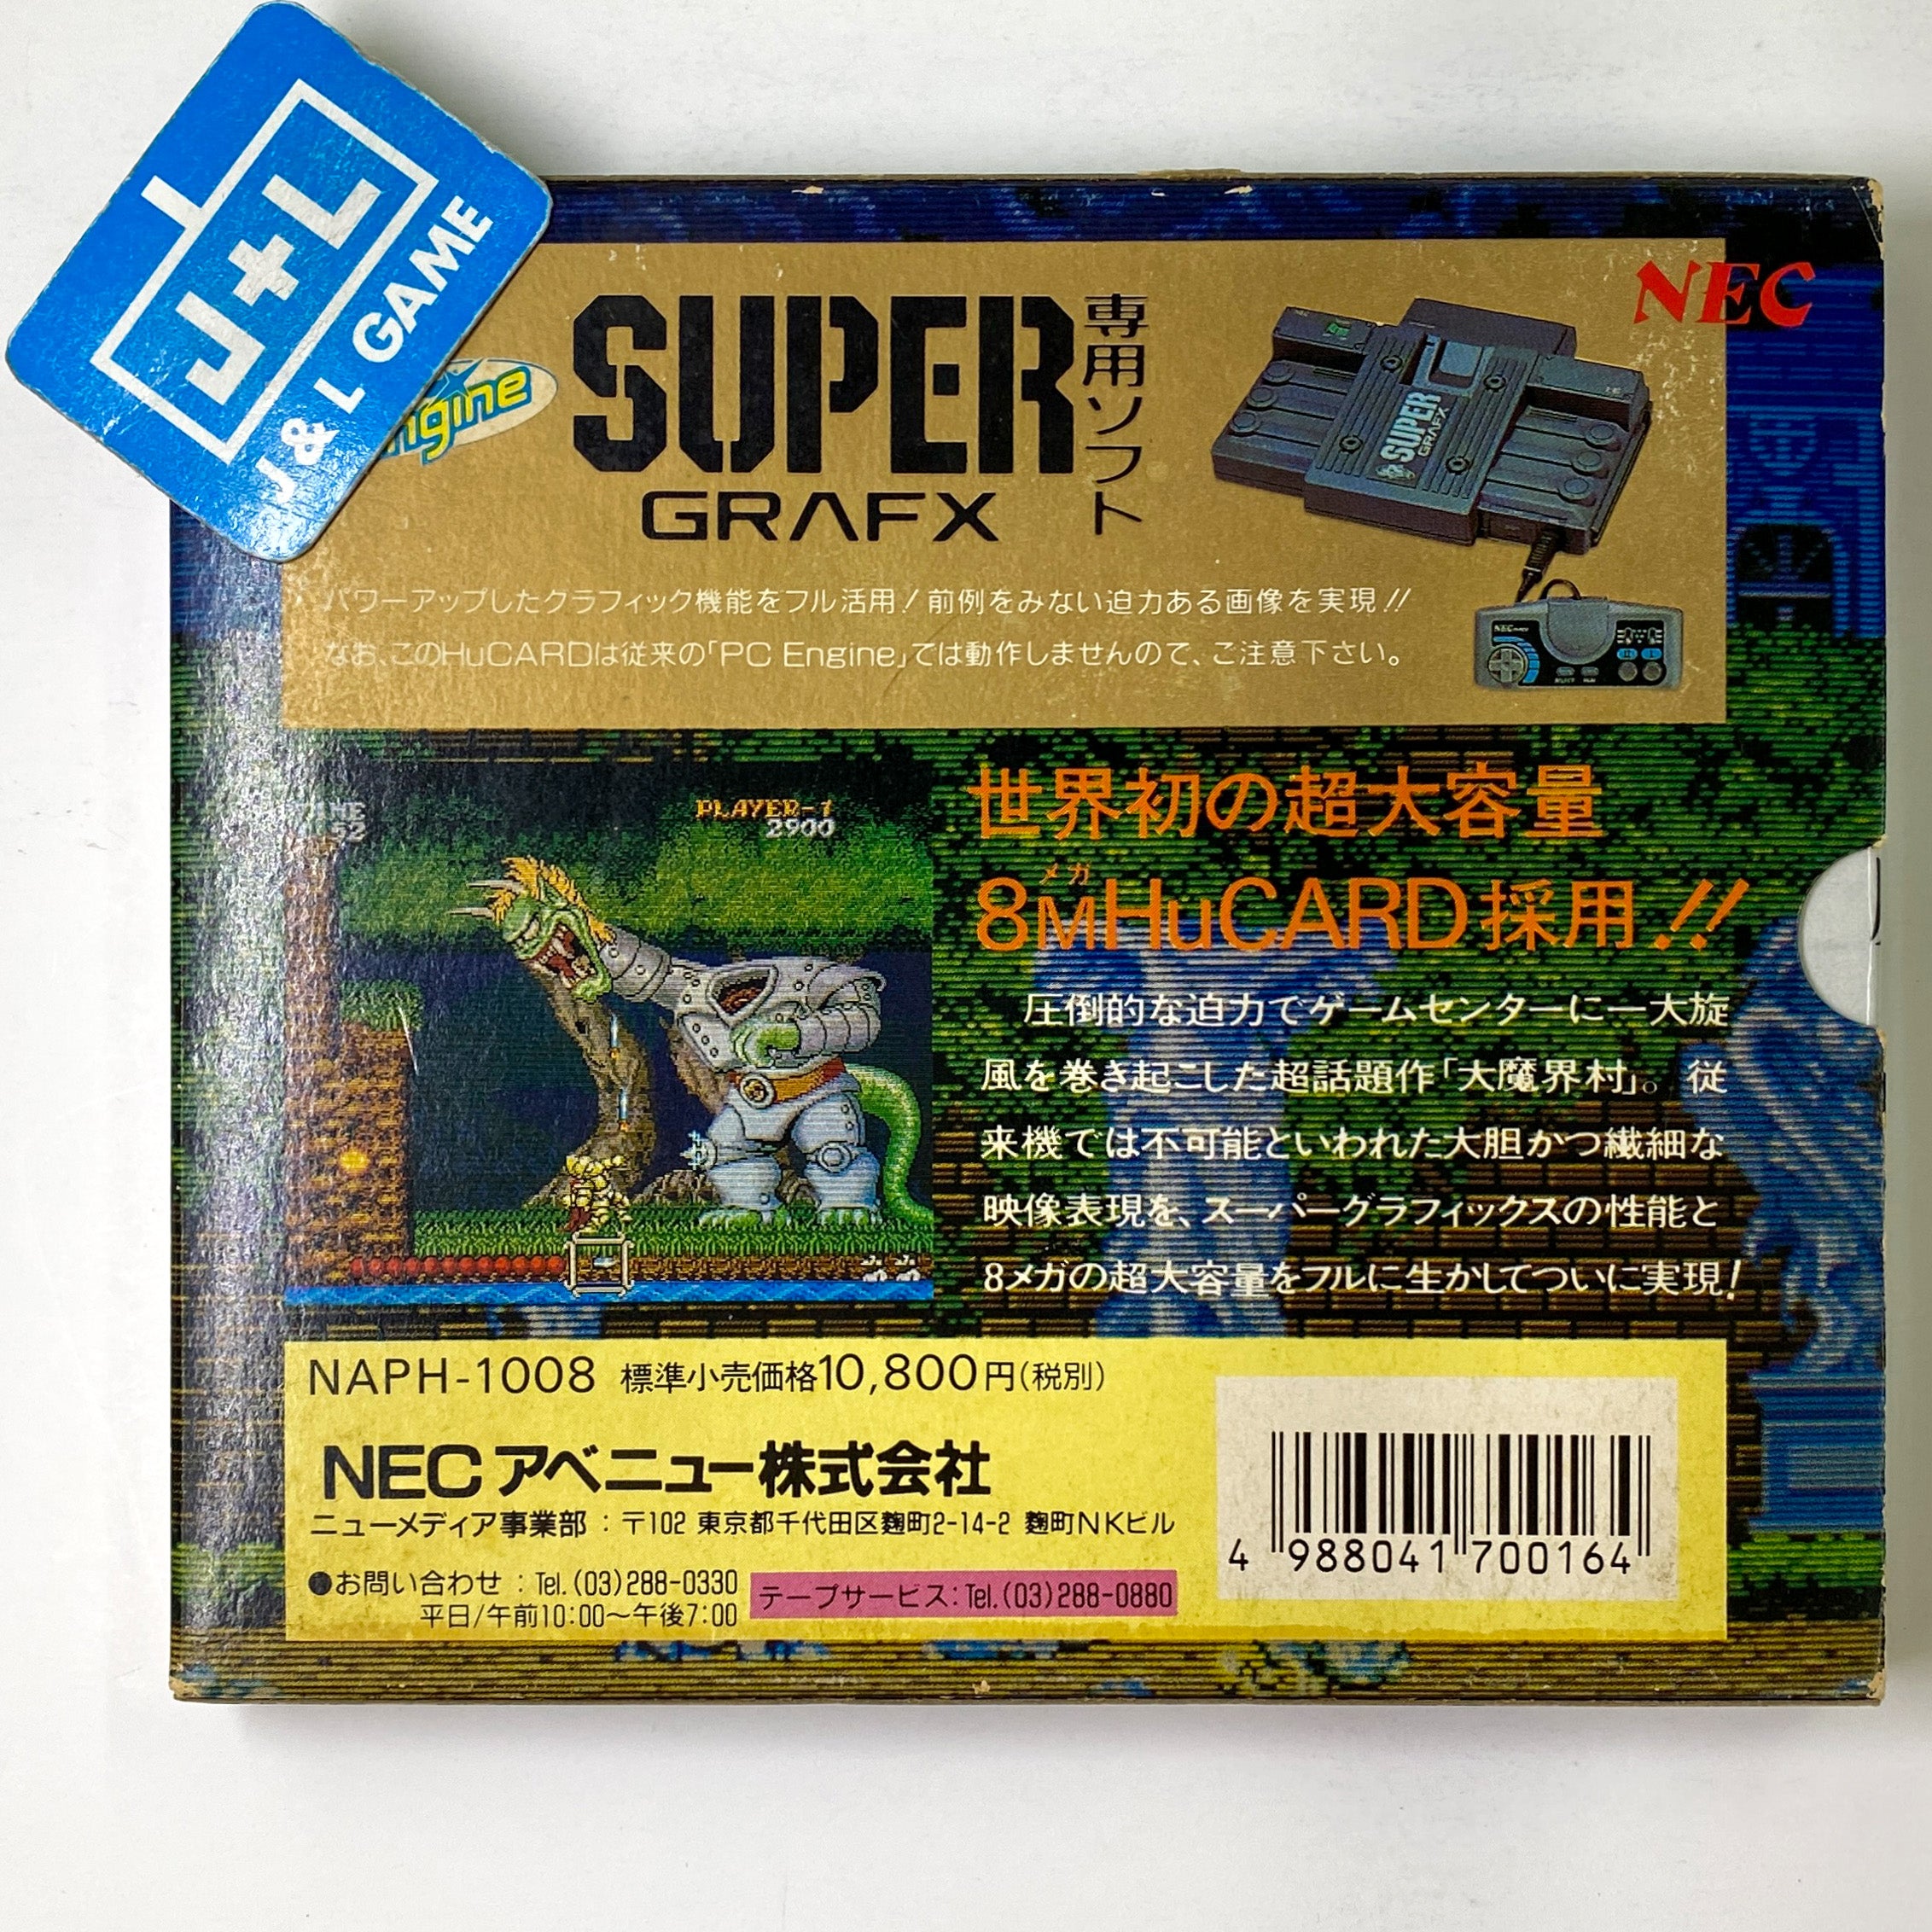 J+L
J & L GAME
ngine
SUPER
GRAFX
専用ソフト
NEC
SUPER
GRAFX
パワーアップしたグラフィック機能をフル活用！前例をみない迫力ある画像を実現!!
なお、このHuCARDは従来の「PC Engine」では動作しませんので、ご注意下さい。
PLAYER-1
2900
世界初の超大容量
メガ
8MHuCARD採用!!
圧倒的な迫力でゲームセンターに一大旋
風を巻き起こした超話題作「大魔界村」。従
来機では不可能といわれた大胆かつ繊細な
映像表現を、スーパーグラフィックスの性能と
8メガの超大容量をフルに生かしてついに実現!
NAPH-1008 標準小売価格10,800円(税別)
NECアベニュー株式会社
ニューメディア事業部：〒102 東京都千代田区麹町2-14-2 麹町NKビル
●お問い合わせ：Tel.(03)288-0330
平日/午前10:00～午後7:00
テープサービス:Tel.(03)288-0880
4 988041 700164